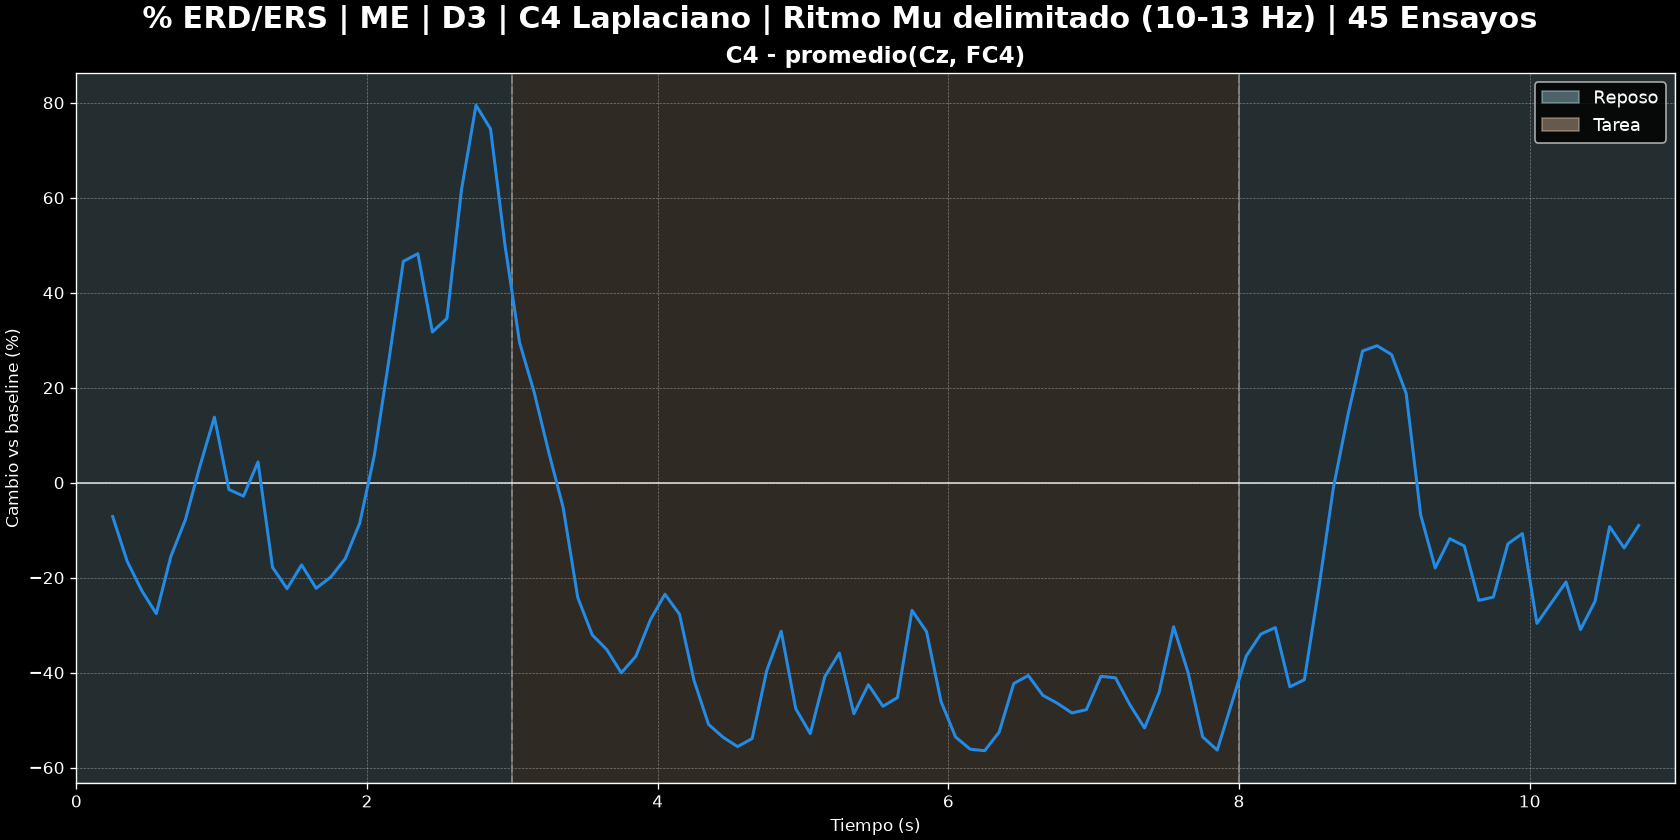 % ERD/ERS | ME | D3 | C4 Laplaciano | Ritmo Mu delimitado (10-13 Hz) | 45 Ensayos
C4 - promedio(Cz, FC4)
Reposo
Tarea
Cambio vs baseline (%)
80
60
40
20
0
−20
−40
−60
0
2
4
6
8
10
Tiempo (s)